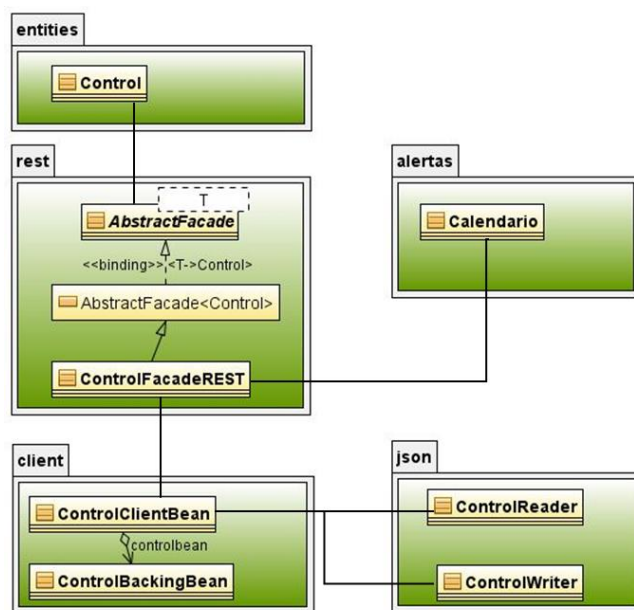 entities
Control
rest
alertas
T
AbstractFacade
Calendario
<<binding>>
<T->Control>
AbstractFacade<Control>
ControlFacadeREST
client
json
ControlClientBean
ControlReader
controlbean
ControlBackingBean
ControlWriter